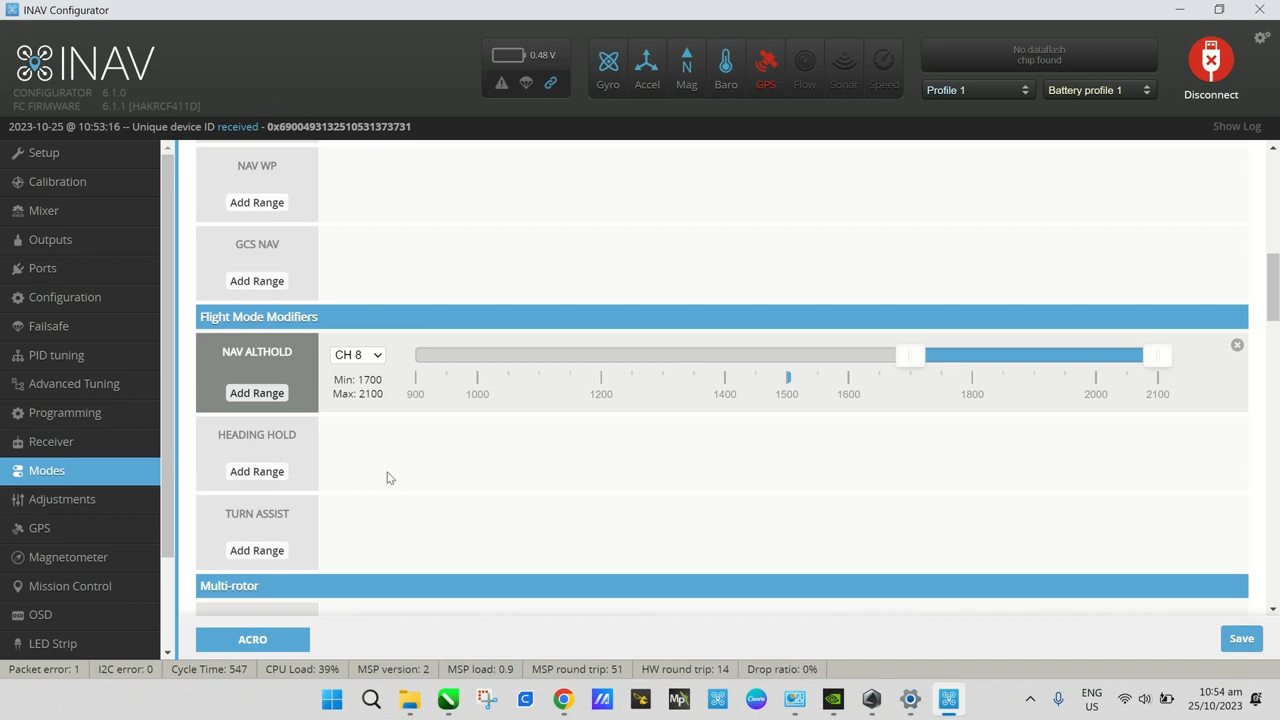 INAV Configurator
INAV
CONFIGURATOR 6.1.0
FC FIRMWARE 6.1.1 [HAKRCF411D]
0.48 V
Gyro
Accel
Mag
Baro
GPS
Flow
Sonar
Speed
No dataflash
chip found
Profile 1
Battery profile 1
Disconnect
2023-10-25 @ 10:53:16 -- Unique device ID received - 0x6900493132510531373731
Show Log
Setup
Calibration
Mixer
Outputs
Ports
Configuration
Failsafe
PID tuning
Advanced Tuning
Programming
Receiver
Modes
Adjustments
GPS
Magnetometer
Mission Control
OSD
LED Strip
NAV WP
Add Range
GCS NAV
Add Range
Flight Mode Modifiers
NAV ALTHOLD
Add Range
CH 8
Min: 1700
Max: 2100
900 1000 1200 1400 1500 1600 1800 2000 2100
HEADING HOLD
Add Range
TURN ASSIST
Add Range
Multi-rotor
ACRO
Save
Packet error: 1 I2C error: 0 Cycle Time: 547 CPU Load: 39% MSP version: 2 MSP load: 0.9 MSP round trip: 51 HW round trip: 14 Drop ratio: 0%
ENG
US
10:54 am
25/10/2023